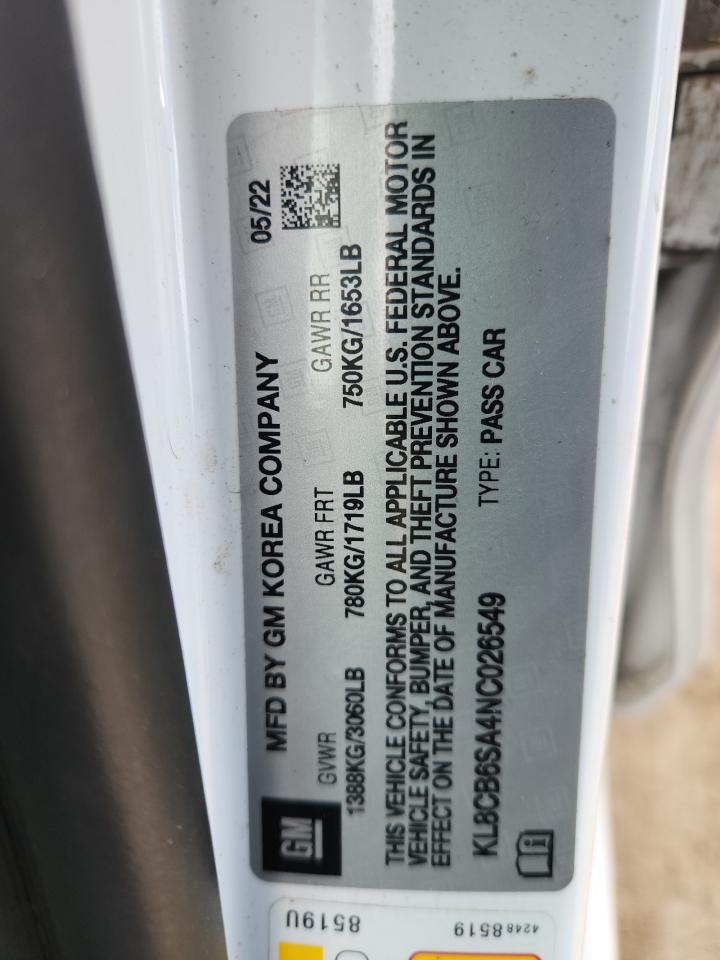 GM
MFD BY GM KOREA COMPANY 05/22
GVWR GAWR FRT GAWR RR
1388KG/3060LB 780KG/1719LB 750KG/1653LB
THIS VEHICLE CONFORMS TO ALL APPLICABLE U.S. FEDERAL MOTOR
VEHICLE SAFETY, BUMPER, AND THEFT PREVENTION STANDARDS IN
EFFECT ON THE DATE OF MANUFACTURE SHOWN ABOVE.
KL8CB6SA4NC026549 TYPE: PASS CAR
8519U
42488519